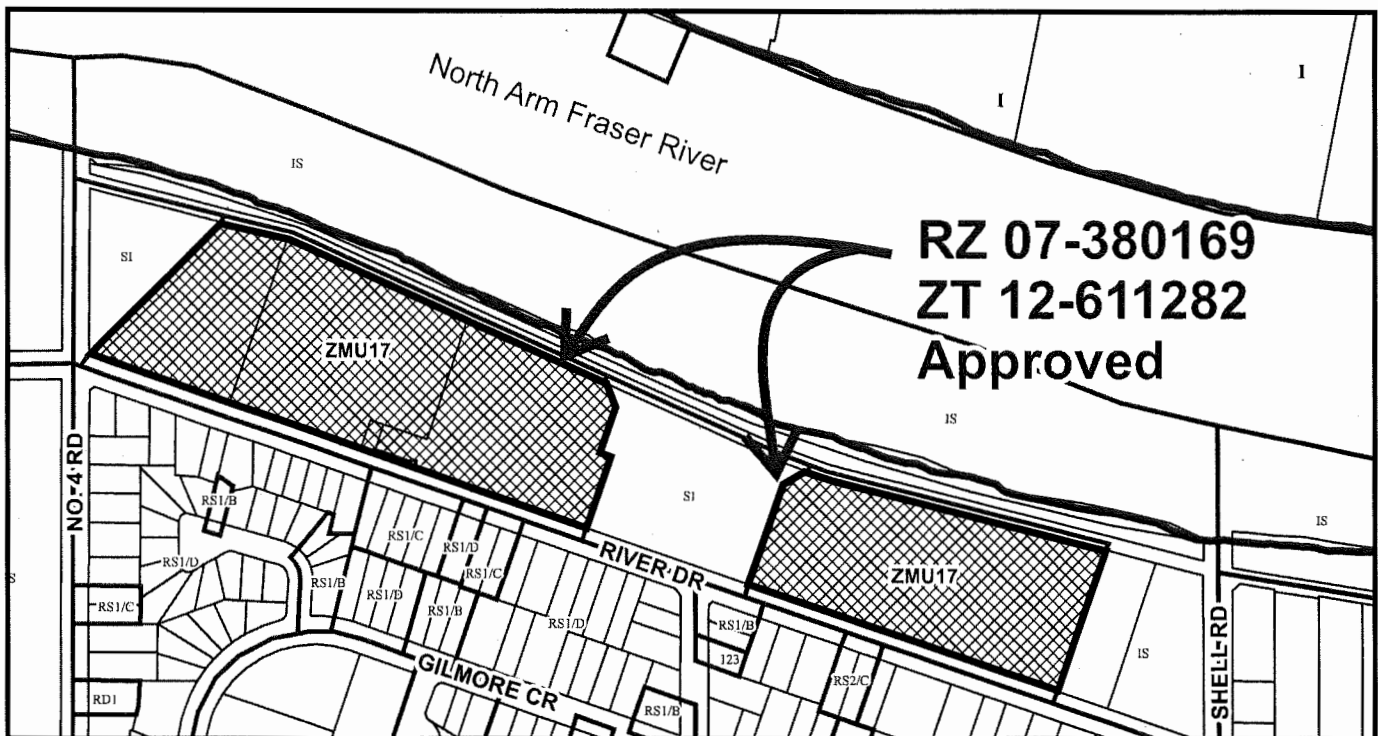 North Arm Fraser River
I
I
IS
RZ 07-380169
ZT 12-611282
Approved
SI
ZMU17
IS
SI
IS
NO. 4 RD
RS1/B
RS1/C
RS1/D
RS1/C
RIVER DR
ZMU17
RS1/D
RS1/B
RS1/D
RS1/B
RS1/D
RS1/B
123
IS
RS1/C
SHELL RD
GILMORE CR
RS2/C
RD1
RS1/B